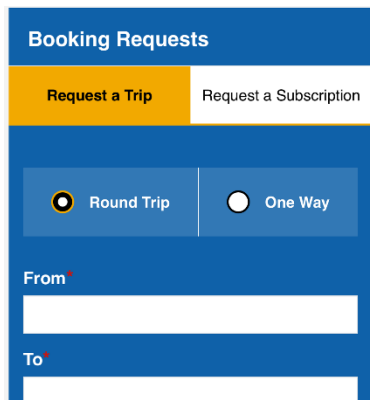 Booking Requests
Request a Trip Request a Subscription
Round Trip One Way
From*
To*